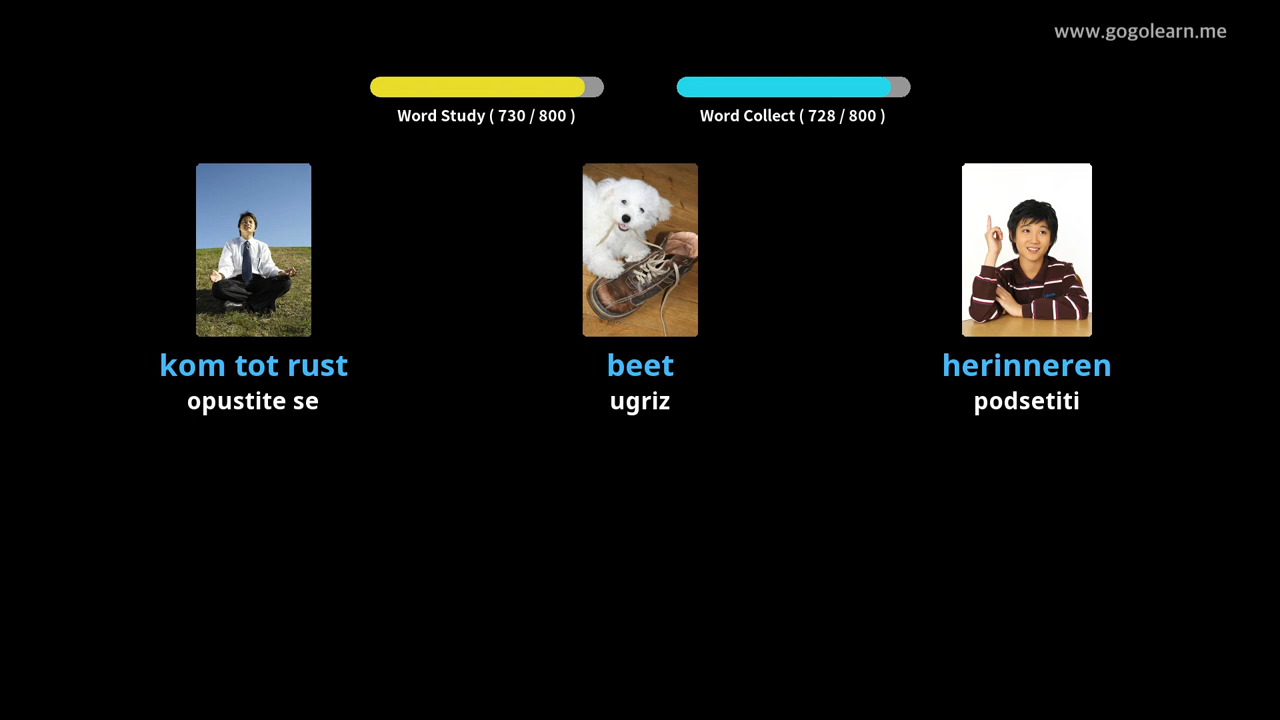 www.gogolearn.me
Word Study ( 730 / 800 )
Word Collect ( 728 / 800 )
kom tot rust
opustite se
beet
ugriz
herinneren
podsetiti